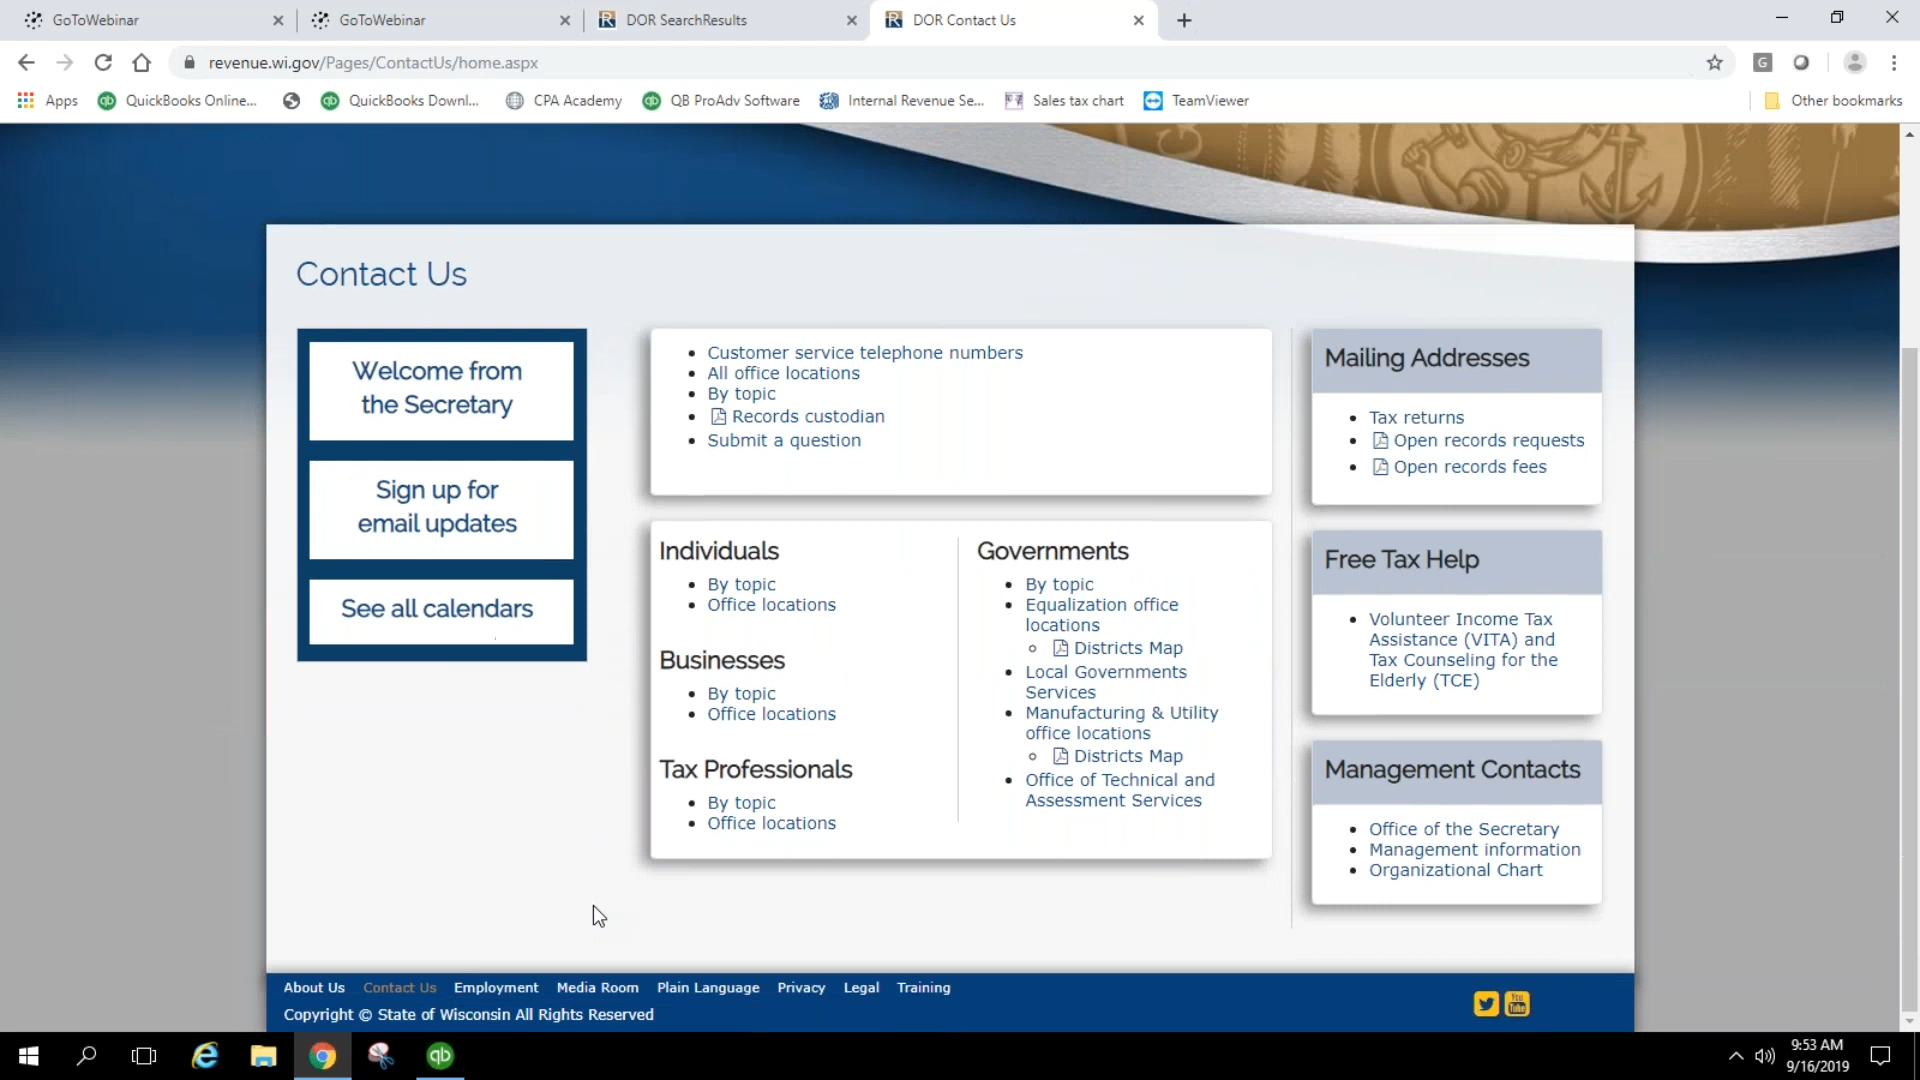 GoToWebinar
GoToWebinar
DOR SearchResults
DOR Contact Us
revenue.wi.gov/Pages/ContactUs/home.aspx
G
Apps
QuickBooks Online...
QuickBooks Downl...
CPA Academy
QB ProAdv Software
Internal Revenue Se...
Sales tax chart
TeamViewer
Other bookmarks
Contact Us
Welcome from
the Secretary
Sign up for
email updates
See all calendars
Customer service telephone numbers
All office locations
By topic
Records custodian
Submit a question
Individuals
By topic
Office locations
Businesses
By topic
Office locations
Tax Professionals
By topic
Office locations
Governments
By topic
Equalization office
locations
Districts Map
Local Governments
Services
Manufacturing & Utility
office locations
Districts Map
Office of Technical and
Assessment Services
Mailing Addresses
Tax returns
Open records requests
Open records fees
Free Tax Help
Volunteer Income Tax
Assistance (VITA) and
Tax Counseling for the
Elderly (TCE)
Management Contacts
Office of the Secretary
Management information
Organizational Chart
About Us Contact Us Employment Media Room Plain Language Privacy Legal Training
Copyright © State of Wisconsin All Rights Reserved
You
Tube
qb
9:53 AM
9/16/2019